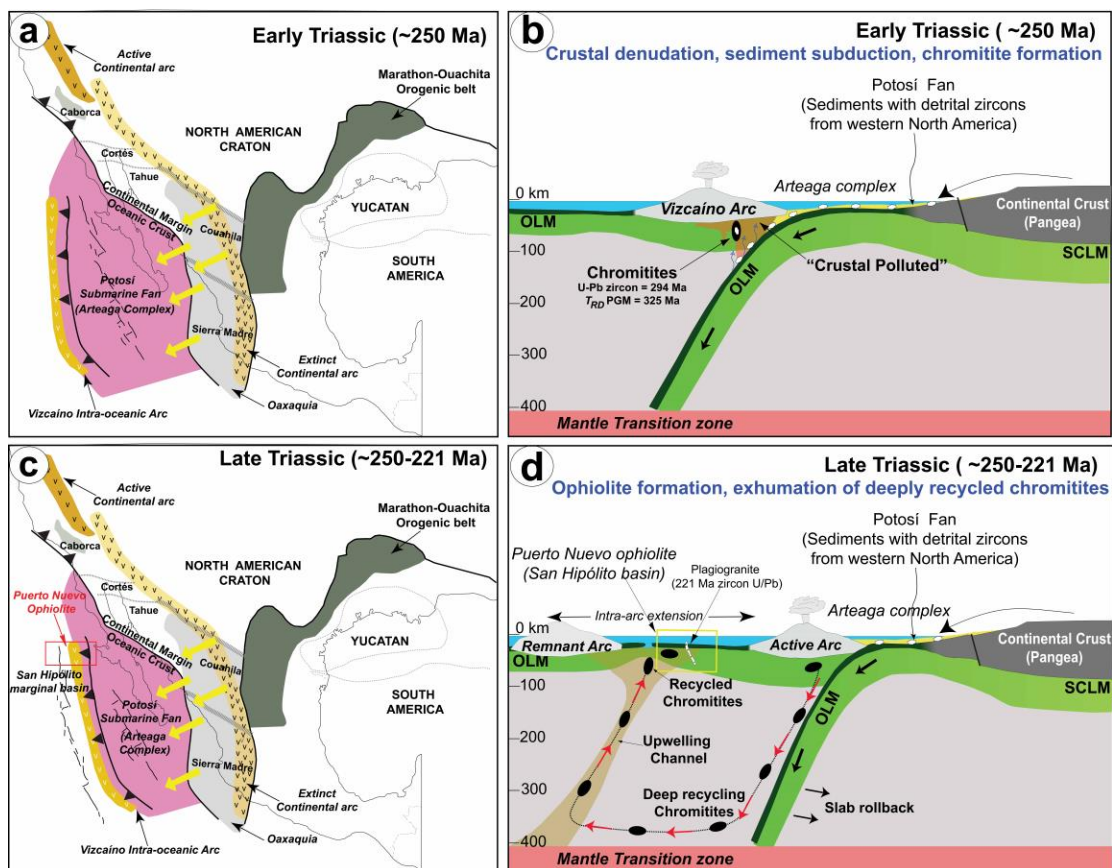 a
Early Triassic (~250 Ma)
Active
Continental arc
Marathon-Ouachita
Orogenic belt
Caborca
NORTH AMERICAN
CRATON
Cortés
Tahue
Continental Margin
Oceanic Crust
Couahila
YUCATAN
SOUTH
AMERICA
Potosí
Submarine Fan
(Arteaga Complex)
Sierra Madre
Extinct
Continental arc
Oaxaquia
Vizcaíno Intra-oceanic Arc
b
Early Triassic ( ~250 Ma)
Crustal denudation, sediment subduction, chromitite formation
Potosí Fan
(Sediments with detrital zircons
from western North America)
Arteaga complex
0 km
OLM
Vizcaíno Arc
Continental Crust
(Pangea)
SCLM
-100
Chromitites
U-Pb zircon = 294 Ma
TRD PGM = 325 Ma
"Crustal Polluted"
OLM
-200
-300
-400
Mantle Transition zone
c
Late Triassic (~250-221 Ma)
Active
Continental arc
Marathon-Ouachita
Orogenic belt
Caborca
NORTH AMERICAN
CRATON
Puerto Nuevo
Ophiolite
Cortés
Tahue
Continental Margin
Oceanic Crust
Couahila
YUCATAN
SOUTH
AMERICA
San Hipólito
marginal basin
Potosí
Submarine Fan
(Arteaga
Complex)
Sierra Madre
Extinct
Continental arc
Oaxaquia
Vizcaíno Intra-oceanic Arc
d
Late Triassic ( ~250-221 Ma)
Ophiolite formation, exhumation of deeply recycled chromitites
Potosí Fan
(Sediments with detrital zircons
from western North America)
Puerto Nuevo ophiolite
(San Hipólito basin)
Plagiogranite
(221 Ma zircon U/Pb)
Intra-arc extension
Arteaga complex
0 km
Remnant Arc
OLM
Active Arc
Continental Crust
(Pangea)
SCLM
-100
Recycled
Chromitites
OLM
-200
Upwelling
Channel
-300
Deep recycling
Chromitites
Slab rollback
-400
Mantle Transition zone